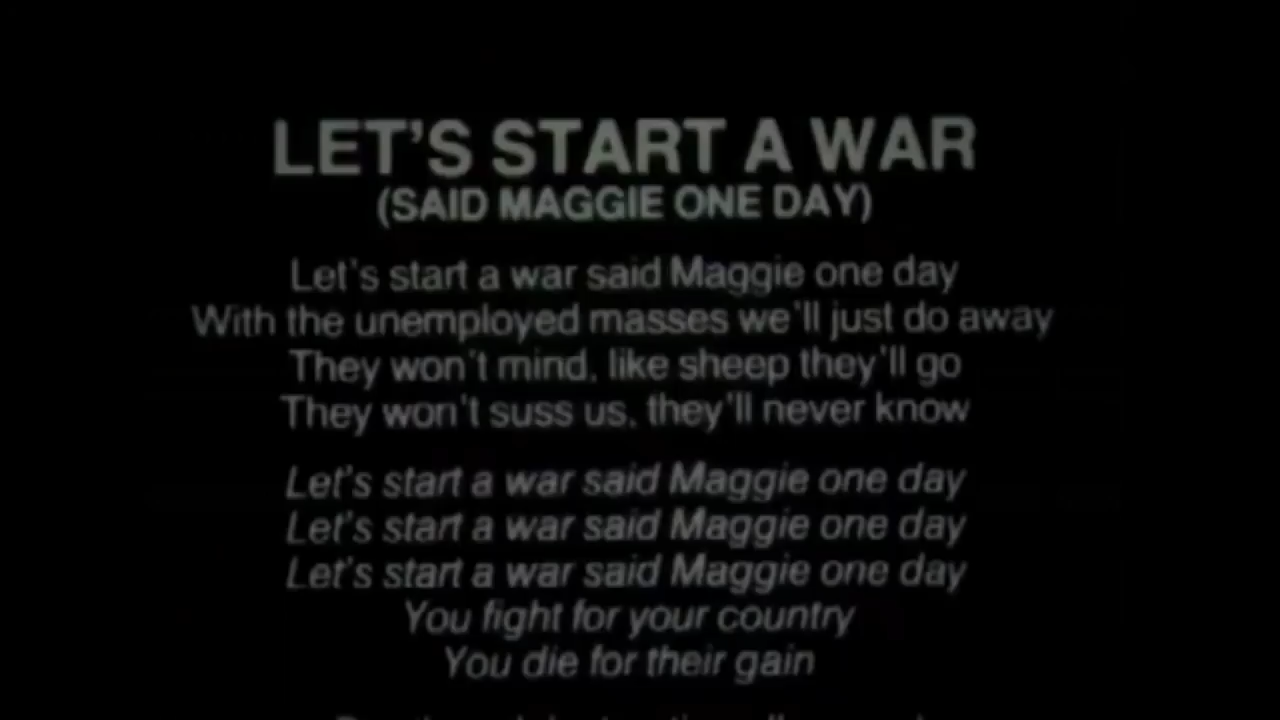 LET'S START A WAR
(SAID MAGGIE ONE DAY)
Let's start a war said Maggie one day
With the unemployed masses we'll just do away
They won't mind, like sheep they'll go
They won't suss us, they'll never know
Let's start a war said Maggie one day
Let's start a war said Maggie one day
Let's start a war said Maggie one day
You fight for your country
You die for their gain